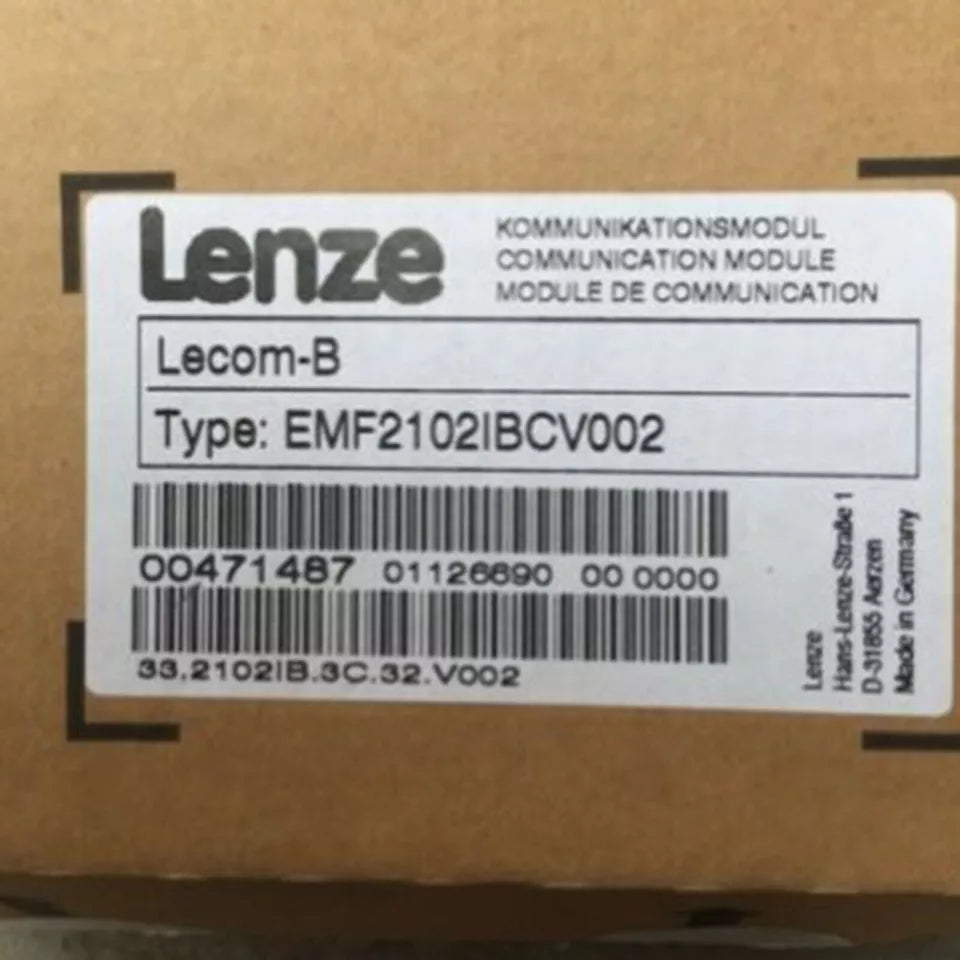 Lenze
KOMMUNIKATIONSMODUL
COMMUNICATION MODULE
MODULE DE COMMUNICATION
Lecom-B
Type: EMF2102IBCV002
00471487 01126690 00 0000
33.2102IB.3C.32.V002
Lenze
Hans-Lenze-Straße 1
D-31855 Aerzen
Made in Germany